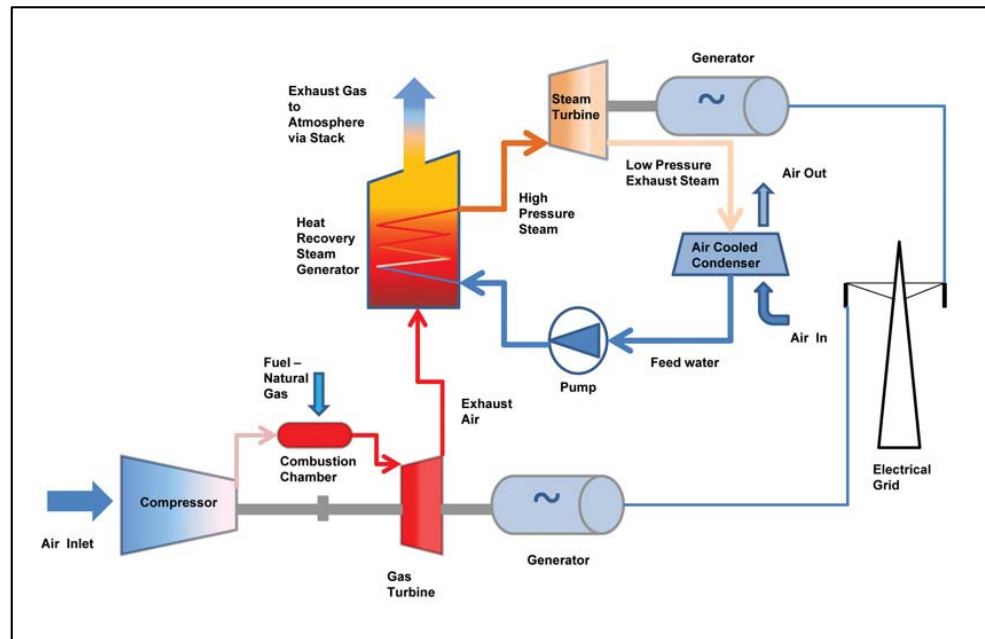 Generator
Exhaust Gas
to
Atmosphere
via Stack
Steam
Turbine
Low Pressure
Exhaust Steam
Air Out
High
Pressure
Steam
Heat
Recovery
Steam
Generator
Air Cooled
Condenser
Air In
Feed water
Pump
Fuel –
Natural
Gas
Exhaust
Air
Combustion
Chamber
Electrical
Grid
Compressor
Air Inlet
Generator
Gas
Turbine
~
~